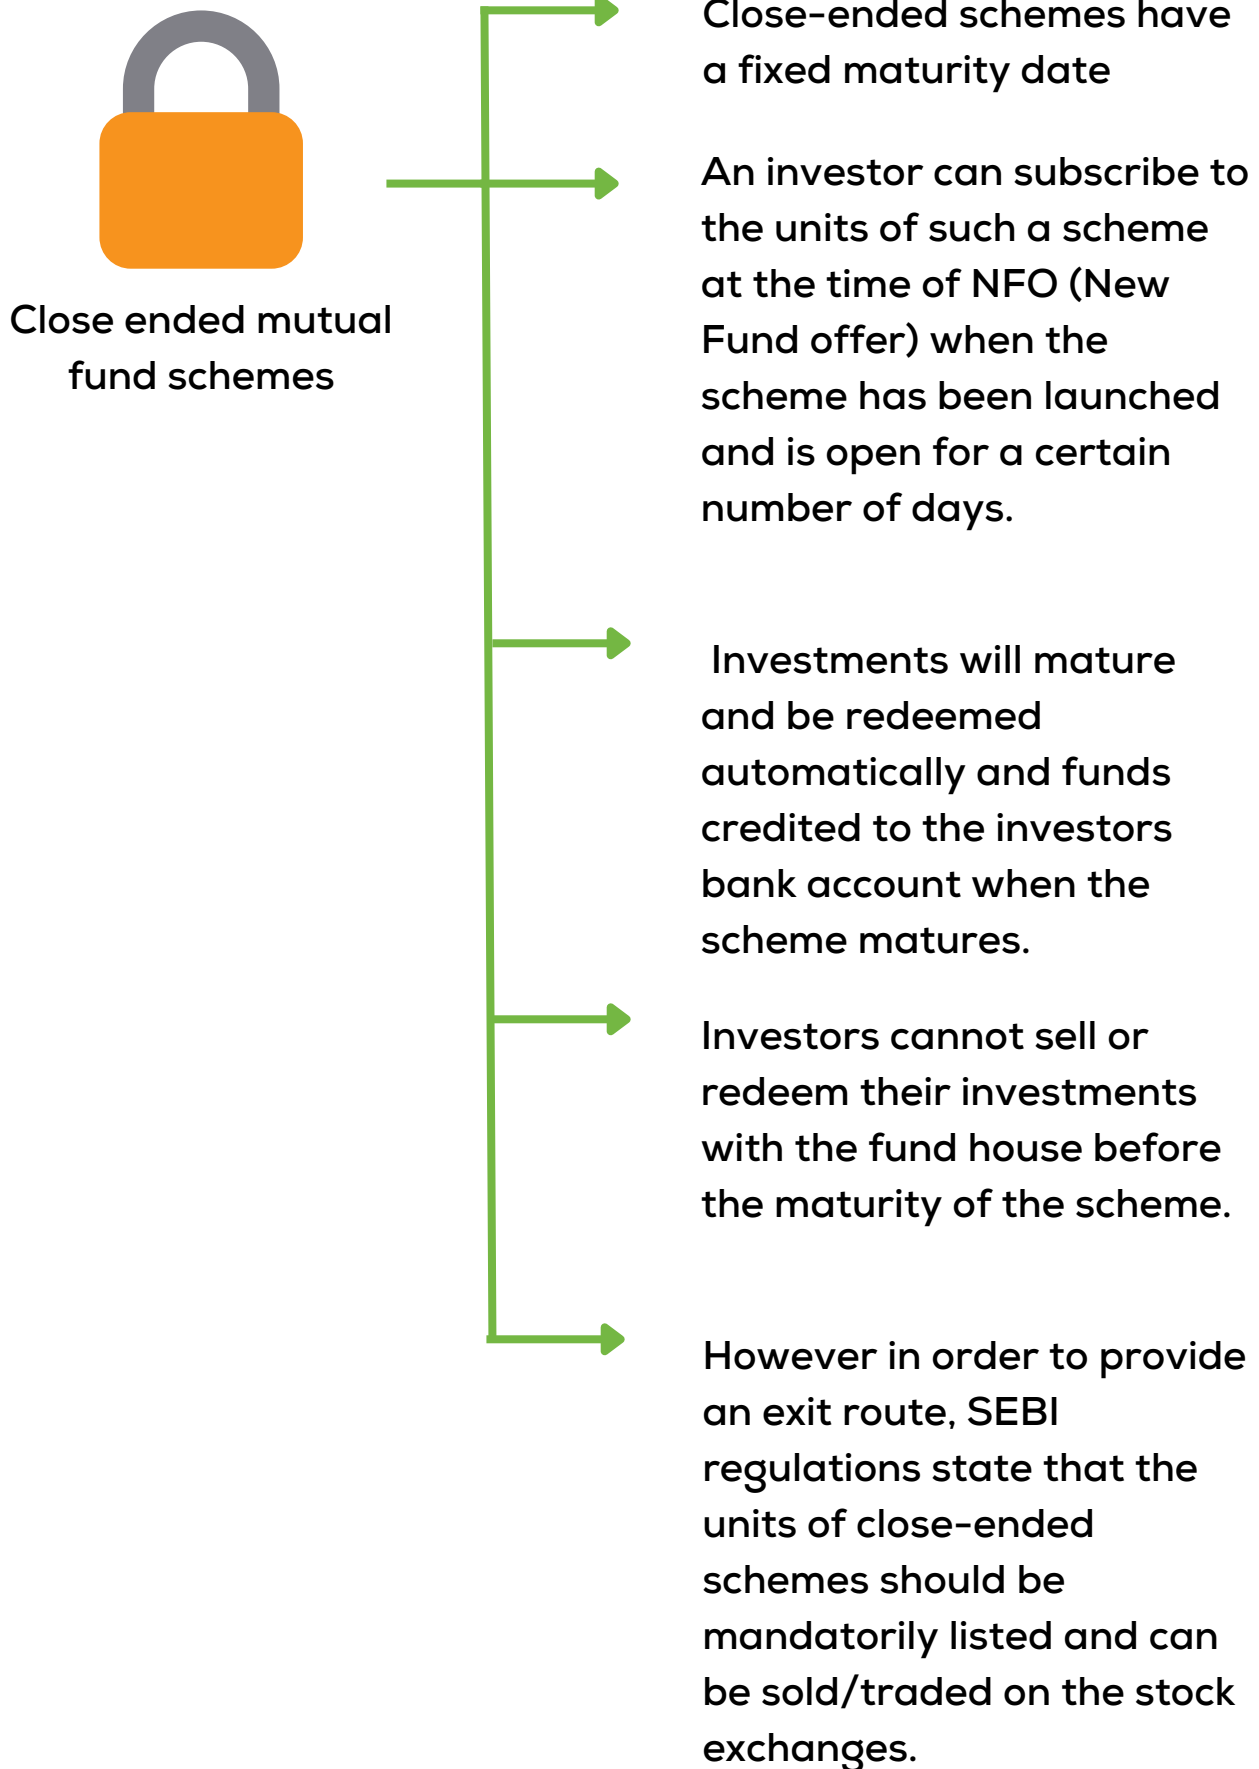 Close ended mutual
fund schemes
Close-ended schemes have
a fixed maturity date
An investor can subscribe to
the units of such a scheme
at the time of NFO (New
Fund offer) when the
scheme has been launched
and is open for a certain
number of days.
Investments will mature
and be redeemed
automatically and funds
credited to the investors
bank account when the
scheme matures.
Investors cannot sell or
redeem their investments
with the fund house before
the maturity of the scheme.
However in order to provide
an exit route, SEBI
regulations state that the
units of close-ended
schemes should be
mandatorily listed and can
be sold/traded on the stock
exchanges.